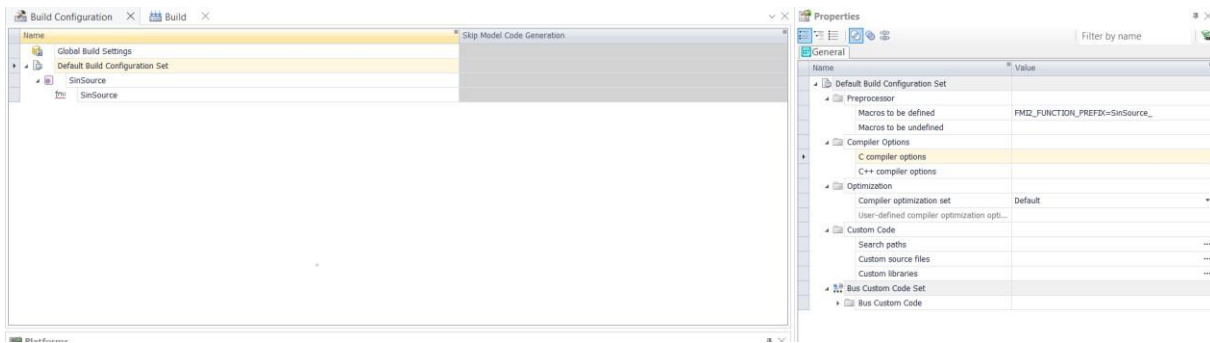 Build Configuration
Build
Name
Skip Model Code Generation
Global Build Settings
Default Build Configuration Set
SinSource
fmu SinSource
Platforms
Properties
Filter by name
General
Name Value
Default Build Configuration Set
Preprocessor
Macros to be defined FMI2_FUNCTION_PREFIX=SinSource_
Macros to be undefined
Compiler Options
C compiler options
C++ compiler options
Optimization
Compiler optimization set Default
User-defined compiler optimization opti...
Custom Code
Search paths ...
Custom source files ...
Custom libraries ...
Bus Custom Code Set
Bus Custom Code